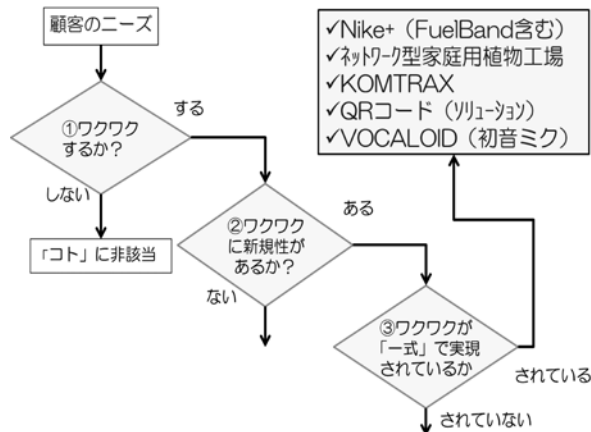 顧客のニーズ
①ワクワク
するか？
する
しない
「コト」に非該当
②ワクワク
に新規性が
あるか？
ある
ない
③ワクワクが
「一式」で実現
されているか
されている
されていない
✓Nike+（FuelBand含む）
✓ﾈｯﾄﾜｰｸ型家庭用植物工場
✓KOMTRAX
✓QRコード（ｿﾘｭｰｼｮﾝ）
✓VOCALOID（初音ミク）